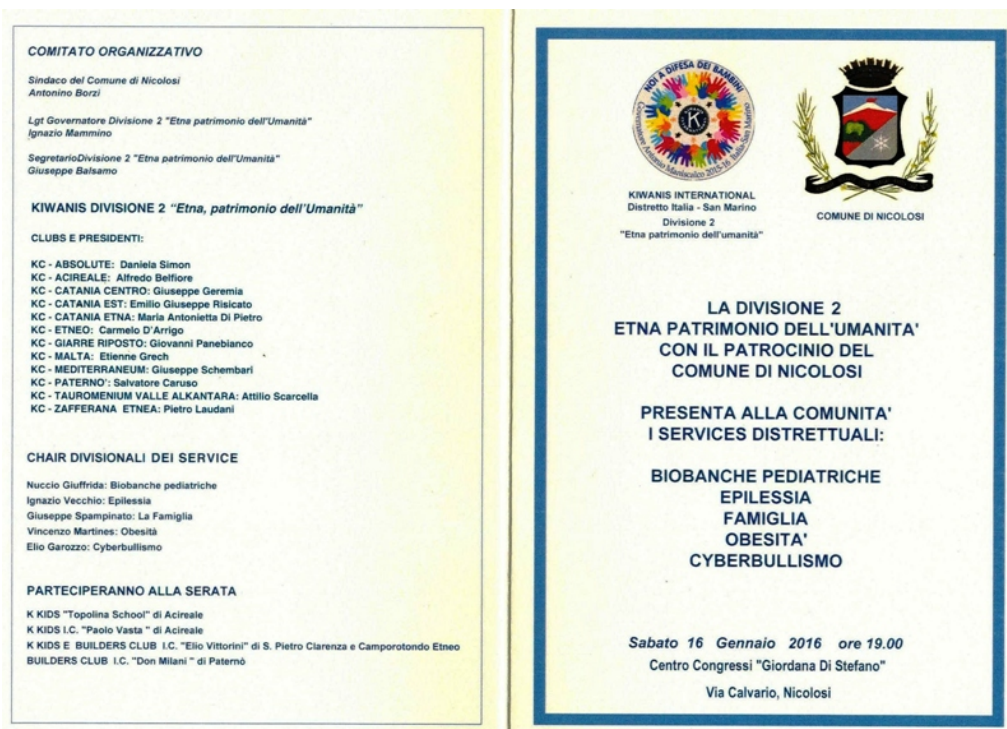 COMITATO ORGANIZZATIVO
Sindaco del Comune di Nicolosi
Antonino Borzì
Lgt Governatore Divisione 2 "Etna patrimonio dell'Umanità"
Ignazio Mammino
SegretarioDivisione 2 "Etna patrimonio dell'Umanità"
Giuseppe Balsamo
KIWANIS DIVISIONE 2 "Etna, patrimonio dell'Umanità"
CLUBS E PRESIDENTI:
KC - ABSOLUTE: Daniela Simon
KC - ACIREALE: Alfredo Belfiore
KC - CATANIA CENTRO: Giuseppe Geremia
KC - CATANIA EST: Emilio Giuseppe Risicato
KC - CATANIA ETNA: Maria Antonietta Di Pietro
KC - ETNEO: Carmelo D'Arrigo
KC - GIARRE RIPOSTO: Giovanni Panebianco
KC - MALTA: Etienne Grech
KC - MEDITERRANEUM: Giuseppe Schembari
KC - PATERNO': Salvatore Caruso
KC - TAUROMENIUM VALLE ALKANTARA: Attilio Scarcella
KC - ZAFFERANA ETNEA: Pietro Laudani
CHAIR DIVISIONALI DEI SERVICE
Nuccio Giuffrida: Biobanche pediatriche
Ignazio Vecchio: Epilessia
Giuseppe Spampinato: La Famiglia
Vincenzo Martines: Obesità
Elio Garozzo: Cyberbullismo
PARTECIPERANNO ALLA SERATA
K KIDS "Topolina School" di Acireale
K KIDS I.C. "Paolo Vasta " di Acireale
K KIDS E BUILDERS CLUB I.C. "Elio Vittorini" di S. Pietro Clarenza e Camporotondo Etneo
BUILDERS CLUB I.C. "Don Milani " di Paternò
NOI A DIFESA DEI BAMBINI
K
Governatore Antonio Maniscalco 2015-16 Italia-San Marino
KIWANIS INTERNATIONAL
Distretto Italia - San Marino
Divisione 2
"Etna patrimonio dell'umanità"
COMUNE DI NICOLOSI
LA DIVISIONE 2
ETNA PATRIMONIO DELL'UMANITA'
CON IL PATROCINIO DEL
COMUNE DI NICOLOSI
PRESENTA ALLA COMUNITA'
I SERVICES DISTRETTUALI:
BIOBANCHE PEDIATRICHE
EPILESSIA
FAMIGLIA
OBESITA'
CYBERBULLISMO
Sabato 16 Gennaio 2016 ore 19.00
Centro Congressi "Giordana Di Stefano"
Via Calvario, Nicolosi